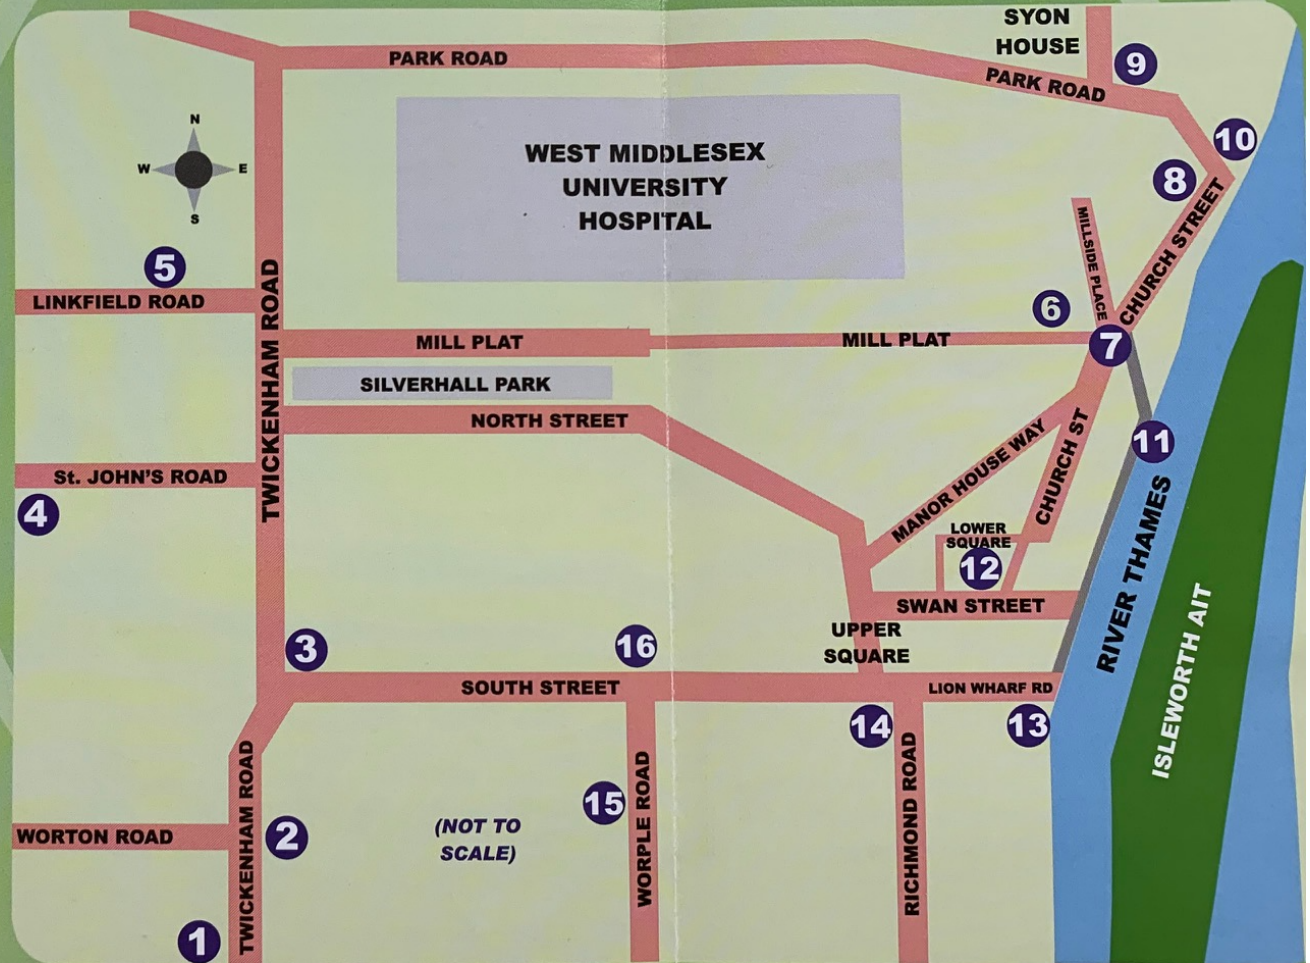 SYON
HOUSE
PARK ROAD
9
PARK ROAD
N
W
E
S
10
WEST MIDDLESEX
UNIVERSITY
HOSPITAL
8
CHURCH STREET
MILLSIDE PLACE
5
LINKFIELD ROAD
TWICKENHAM ROAD
6
MILL PLAT
MILL PLAT
7
SILVERHALL PARK
NORTH STREET
11
MANOR HOUSE WAY
CHURCH ST
St. JOHN'S ROAD
4
LOWER
SQUARE
12
RIVER THAMES
SWAN STREET
ISLEWORTH AIT
UPPER
SQUARE
3
16
SOUTH STREET
LION WHARF RD
14
13
RICHMOND ROAD
15
WORPLE ROAD
(NOT TO
SCALE)
WORTON ROAD
2
TWICKENHAM ROAD
1